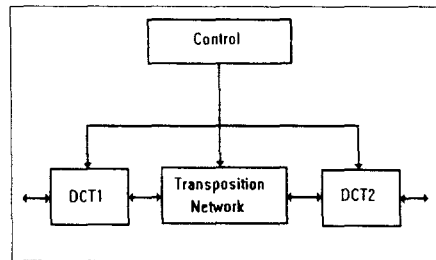 Control
DCT1
Transposition
Network
DCT2